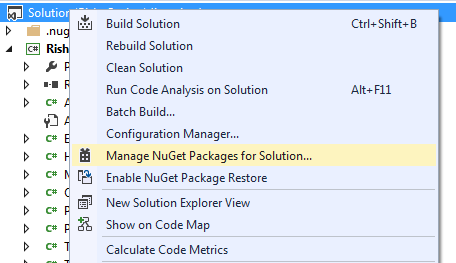 Solution
Build Solution Ctrl+Shift+B
.nug
Rebuild Solution
Rish
Clean Solution
P
R
Run Code Analysis on Solution Alt+F11
A
Batch Build...
A
E
Configuration Manager...
H
Manage NuGet Packages for Solution...
M
Enable NuGet Package Restore
C
P
New Solution Explorer View
P
Show on Code Map
T
Calculate Code Metrics
T